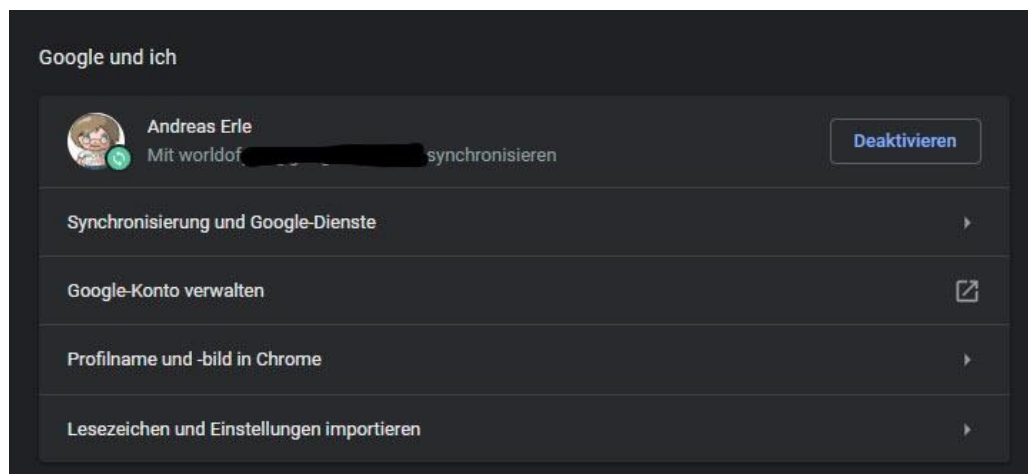 Google und ich
Andreas Erle
Mit worldof synchronisieren
Deaktivieren
Synchronisierung und Google-Dienste
Google-Konto verwalten
Profilname und -bild in Chrome
Lesezeichen und Einstellungen importieren